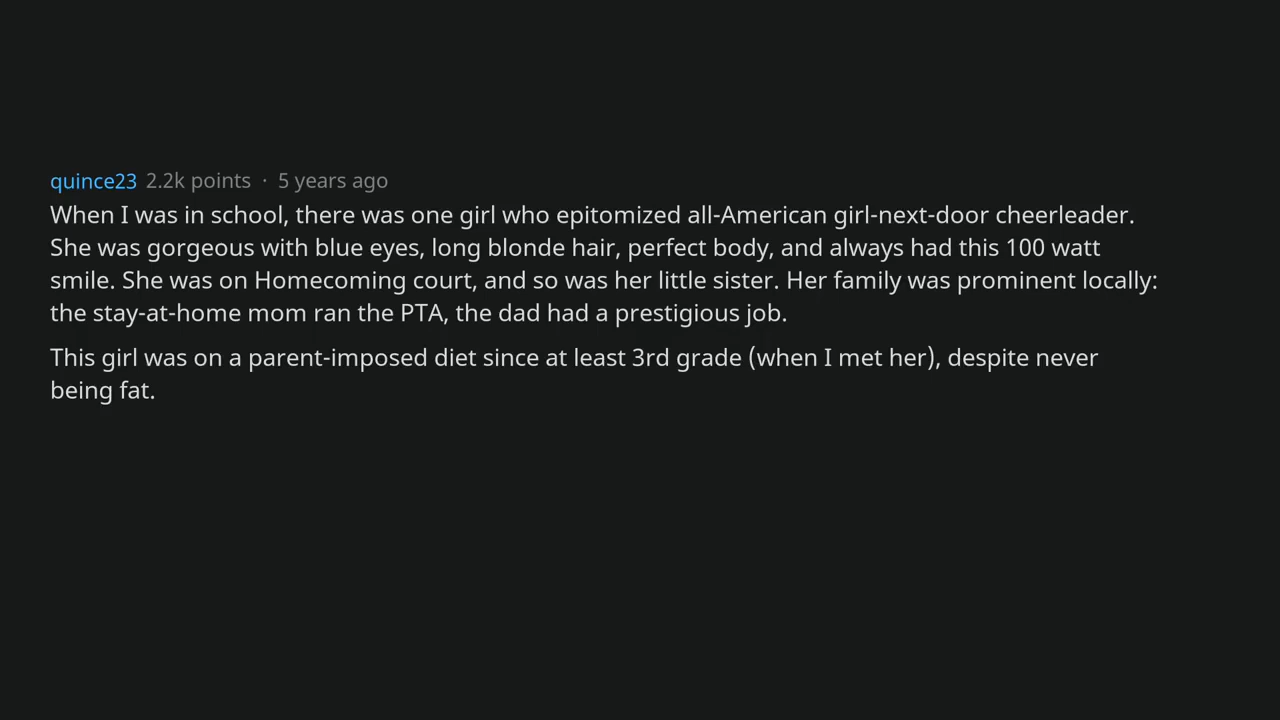 quince23 2.2k points · 5 years ago
When I was in school, there was one girl who epitomized all-American girl-next-door cheerleader.
She was gorgeous with blue eyes, long blonde hair, perfect body, and always had this 100 watt
smile. She was on Homecoming court, and so was her little sister. Her family was prominent locally:
the stay-at-home mom ran the PTA, the dad had a prestigious job.
This girl was on a parent-imposed diet since at least 3rd grade (when I met her), despite never
being fat.